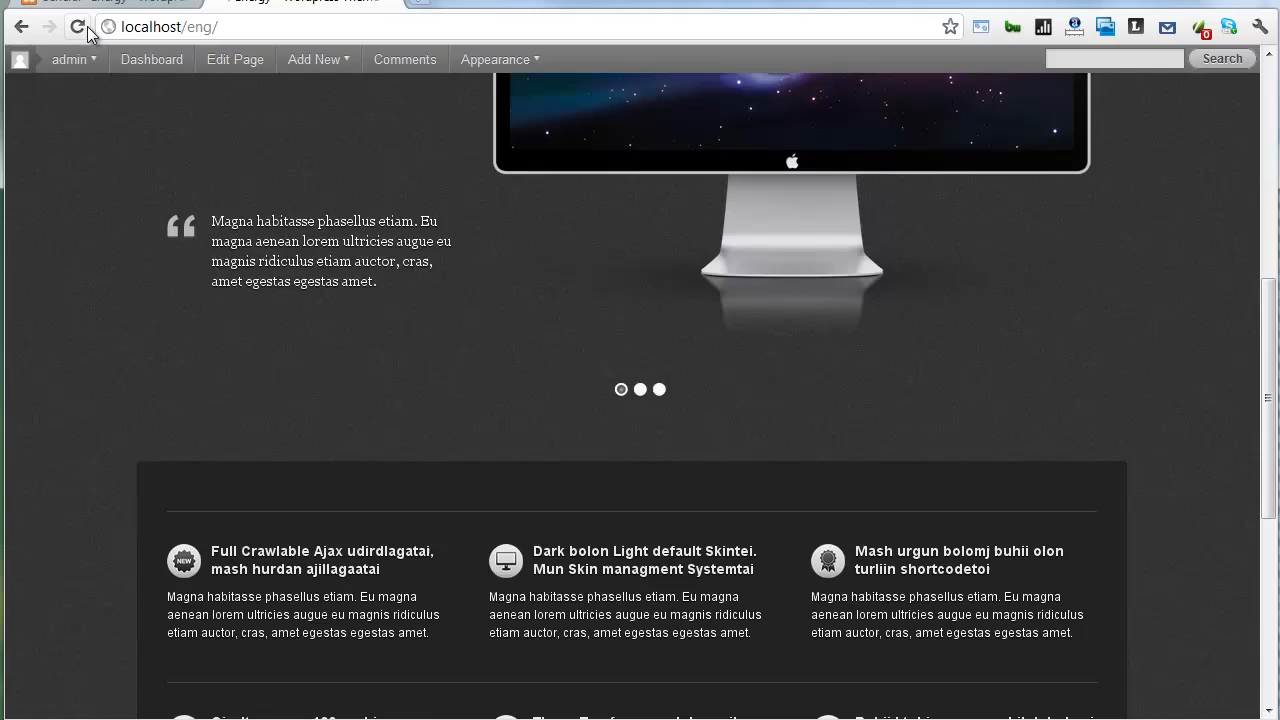 localhost/eng/
admin Dashboard Edit Page Add New Comments Appearance Search
Magna habitasse phasellus etiam. Eu
magna aenean lorem ultricies augue eu
magnis ridiculus etiam auctor, cras,
amet egestas egestas amet.
NEW
Full Crawlable Ajax udirdlagatai,
mash hurdan ajillagaatai
Magna habitasse phasellus etiam. Eu magna
aenean lorem ultricies augue eu magnis ridiculus
etiam auctor, cras, amet egestas egestas amet.
Dark bolon Light default Skintei.
Mun Skin managment Systemtai
Magna habitasse phasellus etiam. Eu magna
aenean lorem ultricies augue eu magnis ridiculus
etiam auctor, cras, amet egestas egestas amet.
Mash urgun bolomj buhii olon
turliin shortcodetoi
Magna habitasse phasellus etiam. Eu magna
aenean lorem ultricies augue eu magnis ridiculus
etiam auctor, cras, amet egestas egestas amet.